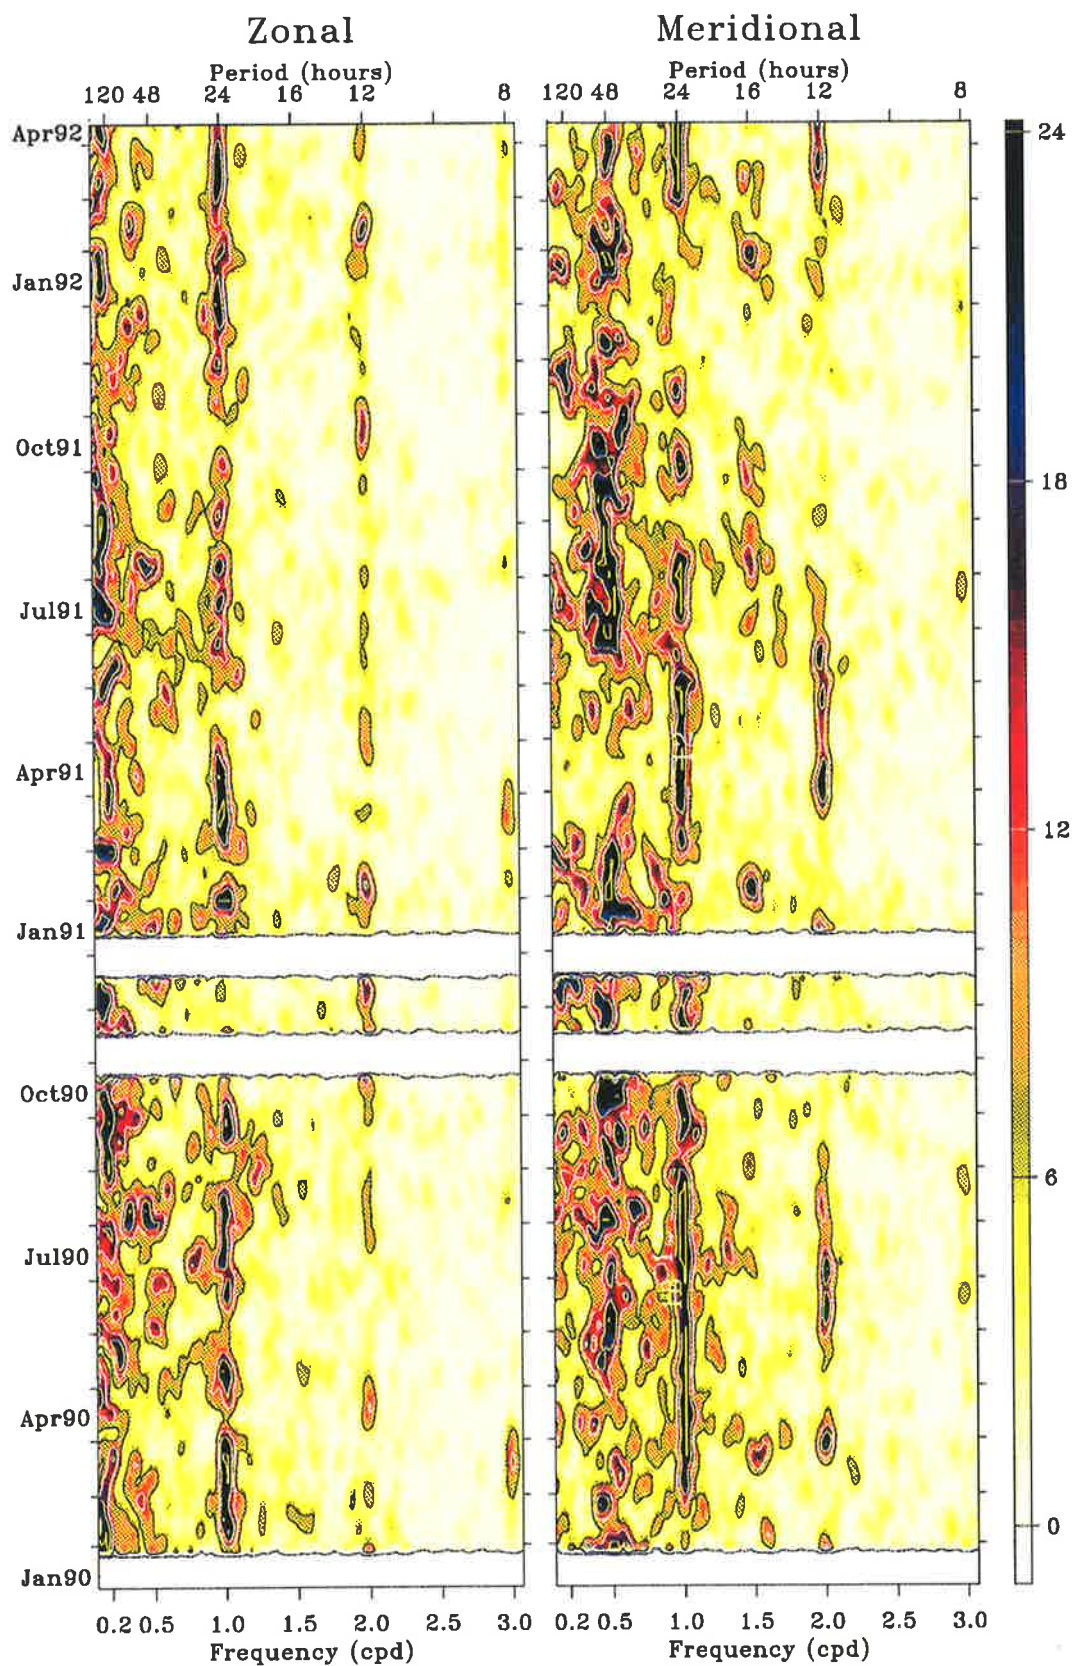 Zonal Meridional
Period (hours) Period (hours)
120 48 24 16 12 8 120 48 24 16 12 8
Apr92
24
Jan92
Oct91
18
Jul91
Apr91
12
Jan91
Oct90
6
Jul90
Apr90
0
Jan90
0.2 0.5 1.0 1.5 2.0 2.5 3.0 0.2 0.5 1.0 1.5 2.0 2.5 3.0
Frequency (cpd) Frequency (cpd)